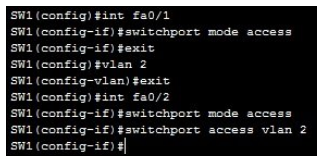 SW1(config)#int fa0/1
SW1(config-if)#switchport mode access
SW1(config-if)#exit
SW1(config)#vlan 2
SW1(config-vlan)#exit
SW1(config)#int fa0/2
SW1(config-if)#switchport mode access
SW1(config-if)#switchport access vlan 2
SW1(config-if)#